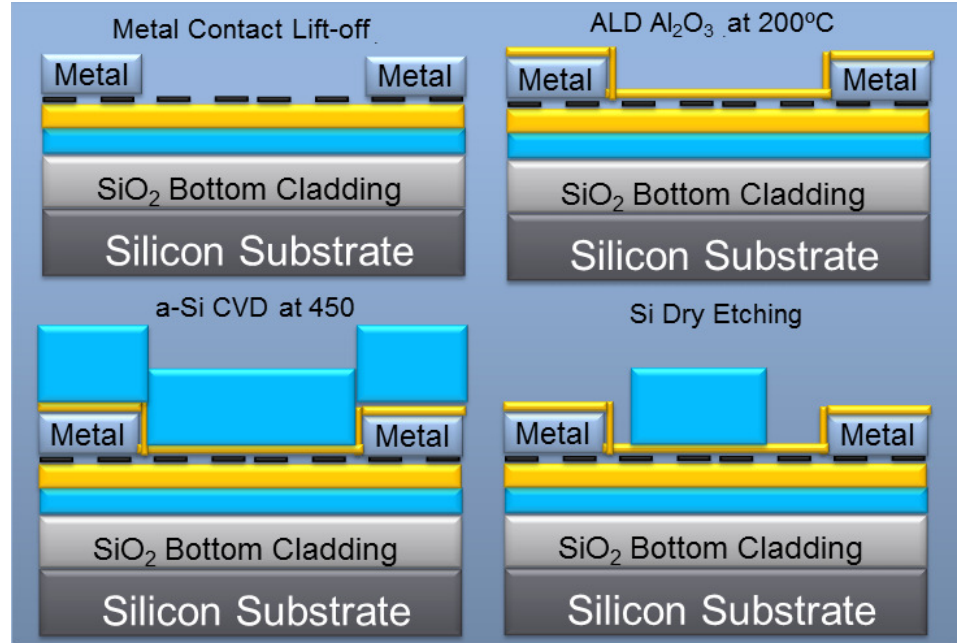 Metal Contact Lift-off
Metal Metal
SiO₂ Bottom Cladding
Silicon Substrate
ALD Al₂O₃ at 200ºC
Metal Metal
SiO₂ Bottom Cladding
Silicon Substrate
a-Si CVD at 450
Metal Metal
SiO₂ Bottom Cladding
Silicon Substrate
Si Dry Etching
Metal Metal
SiO₂ Bottom Cladding
Silicon Substrate